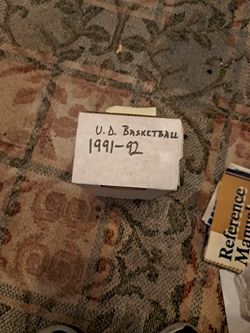 U.D. BASKETBALL
1991-92
Reference
Manual